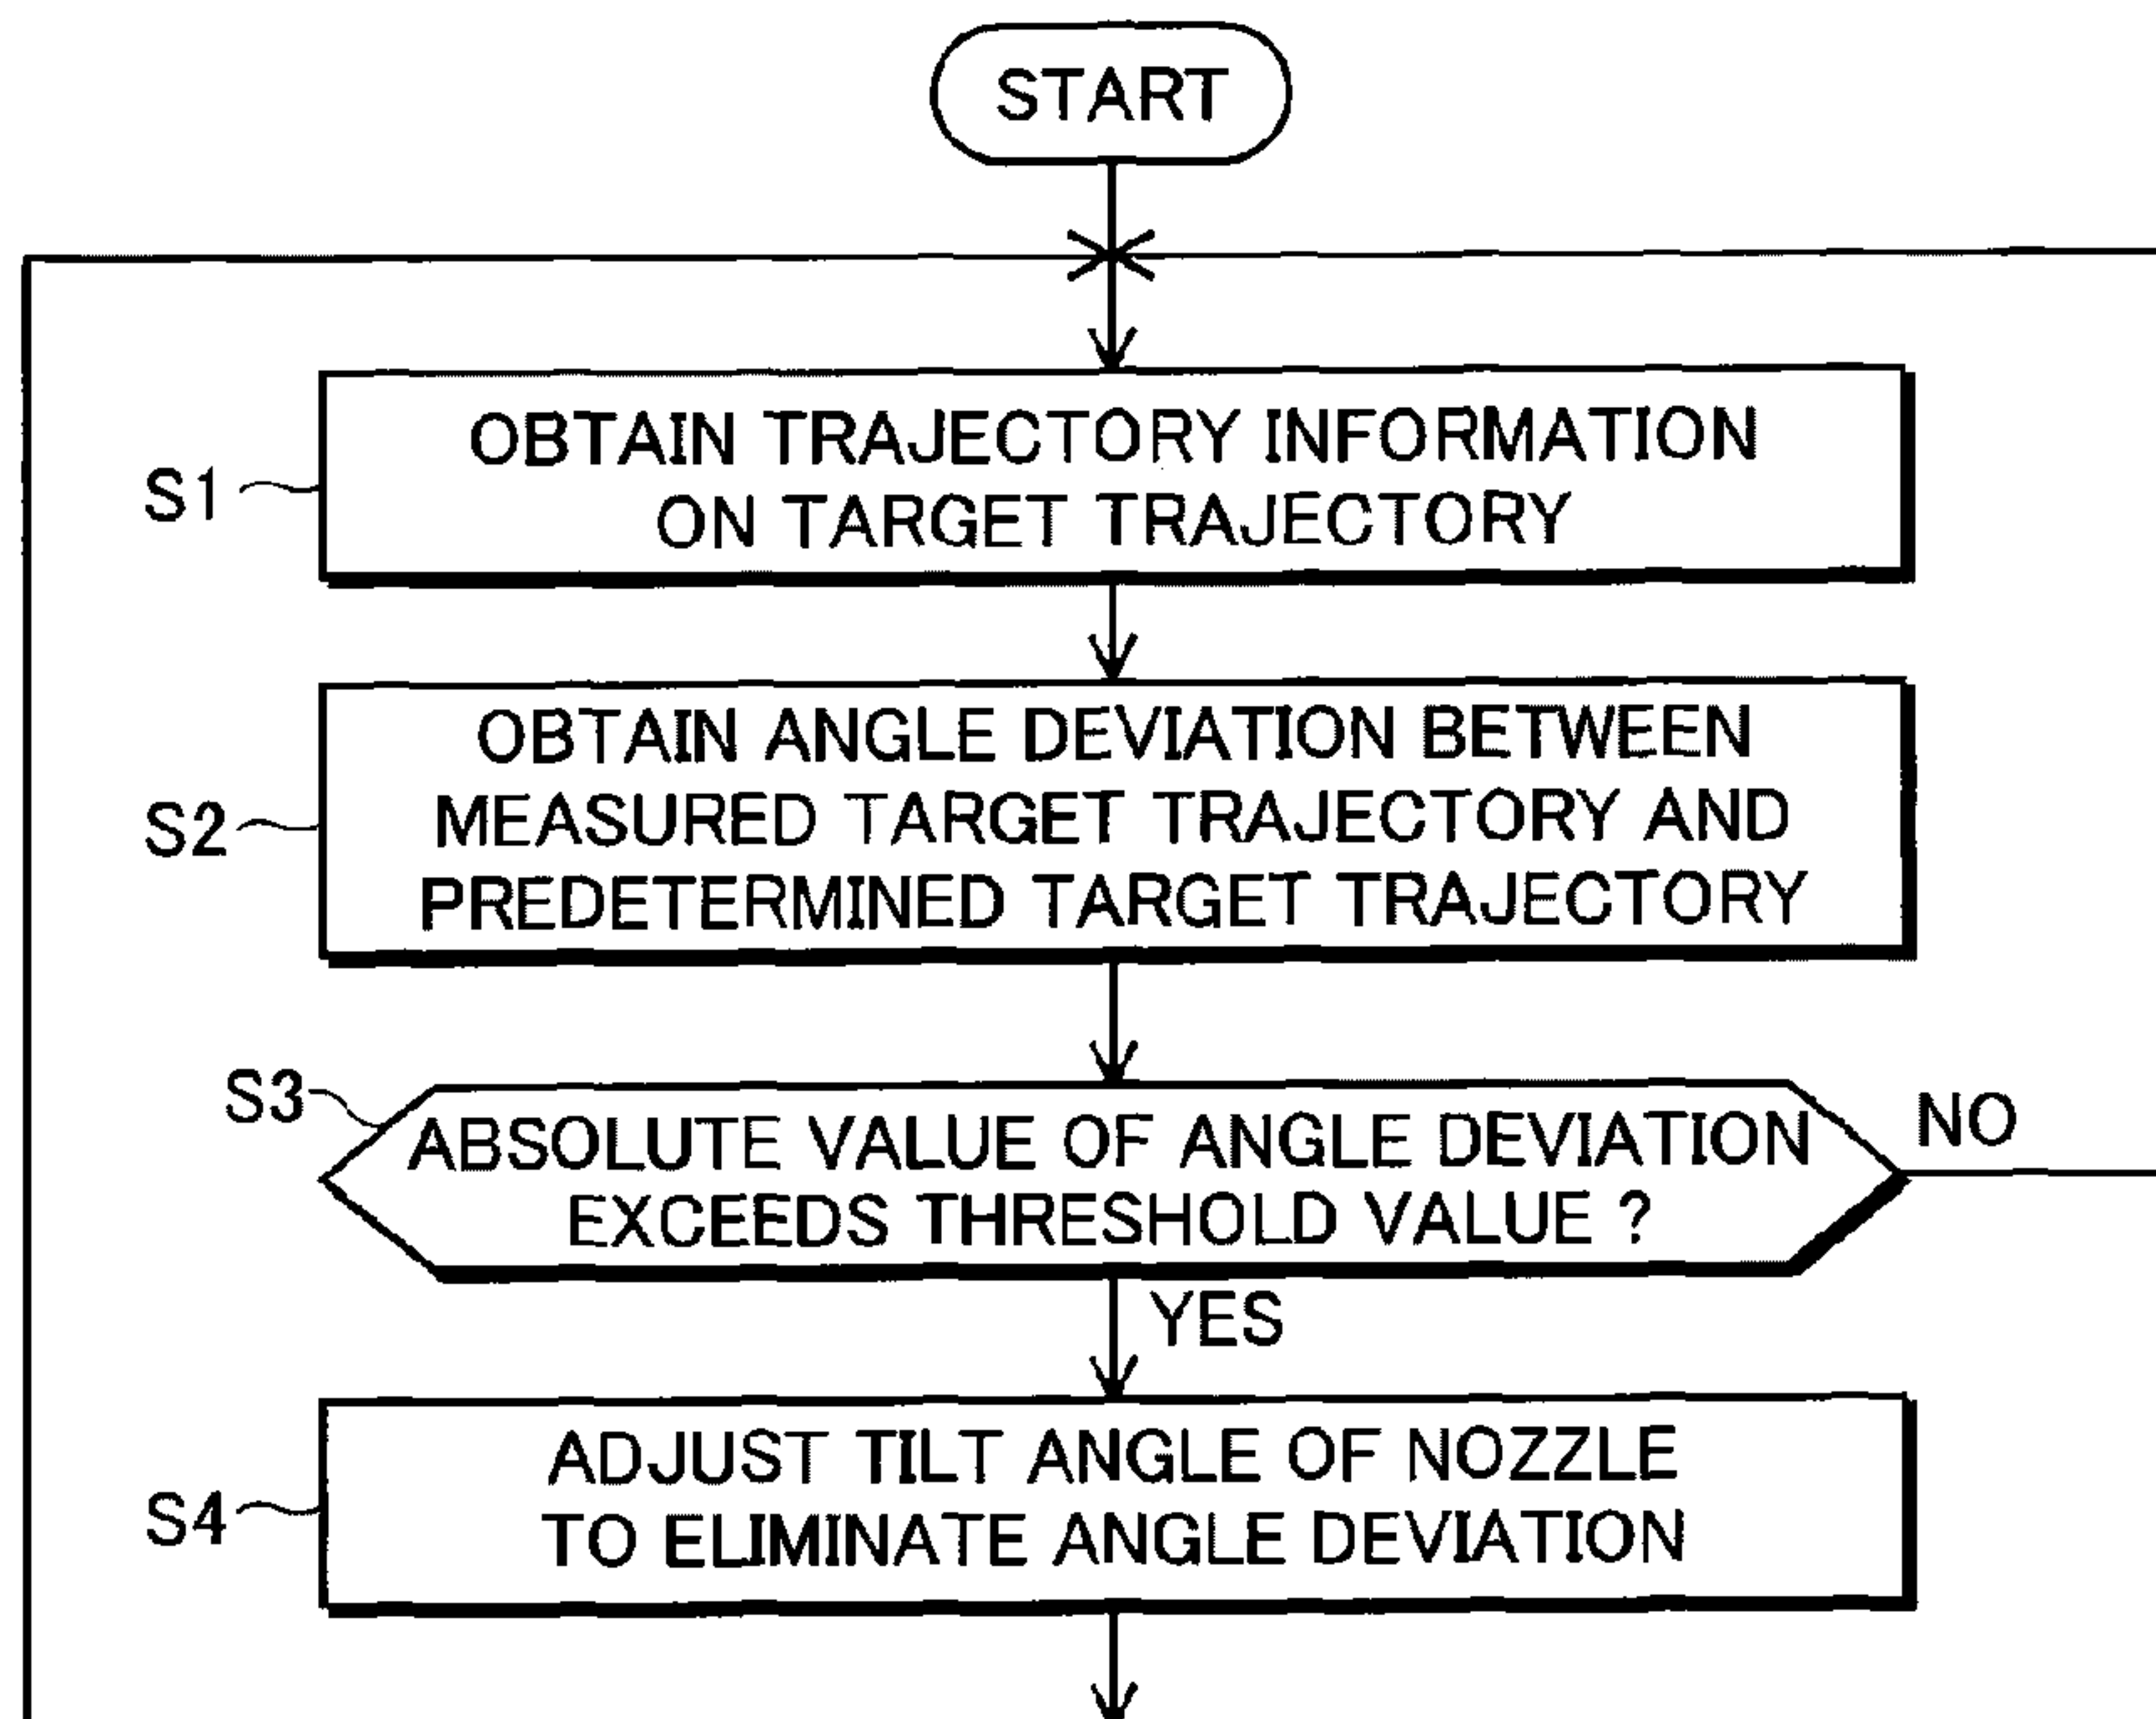 START
S1
OBTAIN TRAJECTORY INFORMATION
ON TARGET TRAJECTORY
S2
OBTAIN ANGLE DEVIATION BETWEEN
MEASURED TARGET TRAJECTORY AND
PREDETERMINED TARGET TRAJECTORY
S3
ABSOLUTE VALUE OF ANGLE DEVIATION
EXCEEDS THRESHOLD VALUE ?
NO
YES
S4
ADJUST TILT ANGLE OF NOZZLE
TO ELIMINATE ANGLE DEVIATION